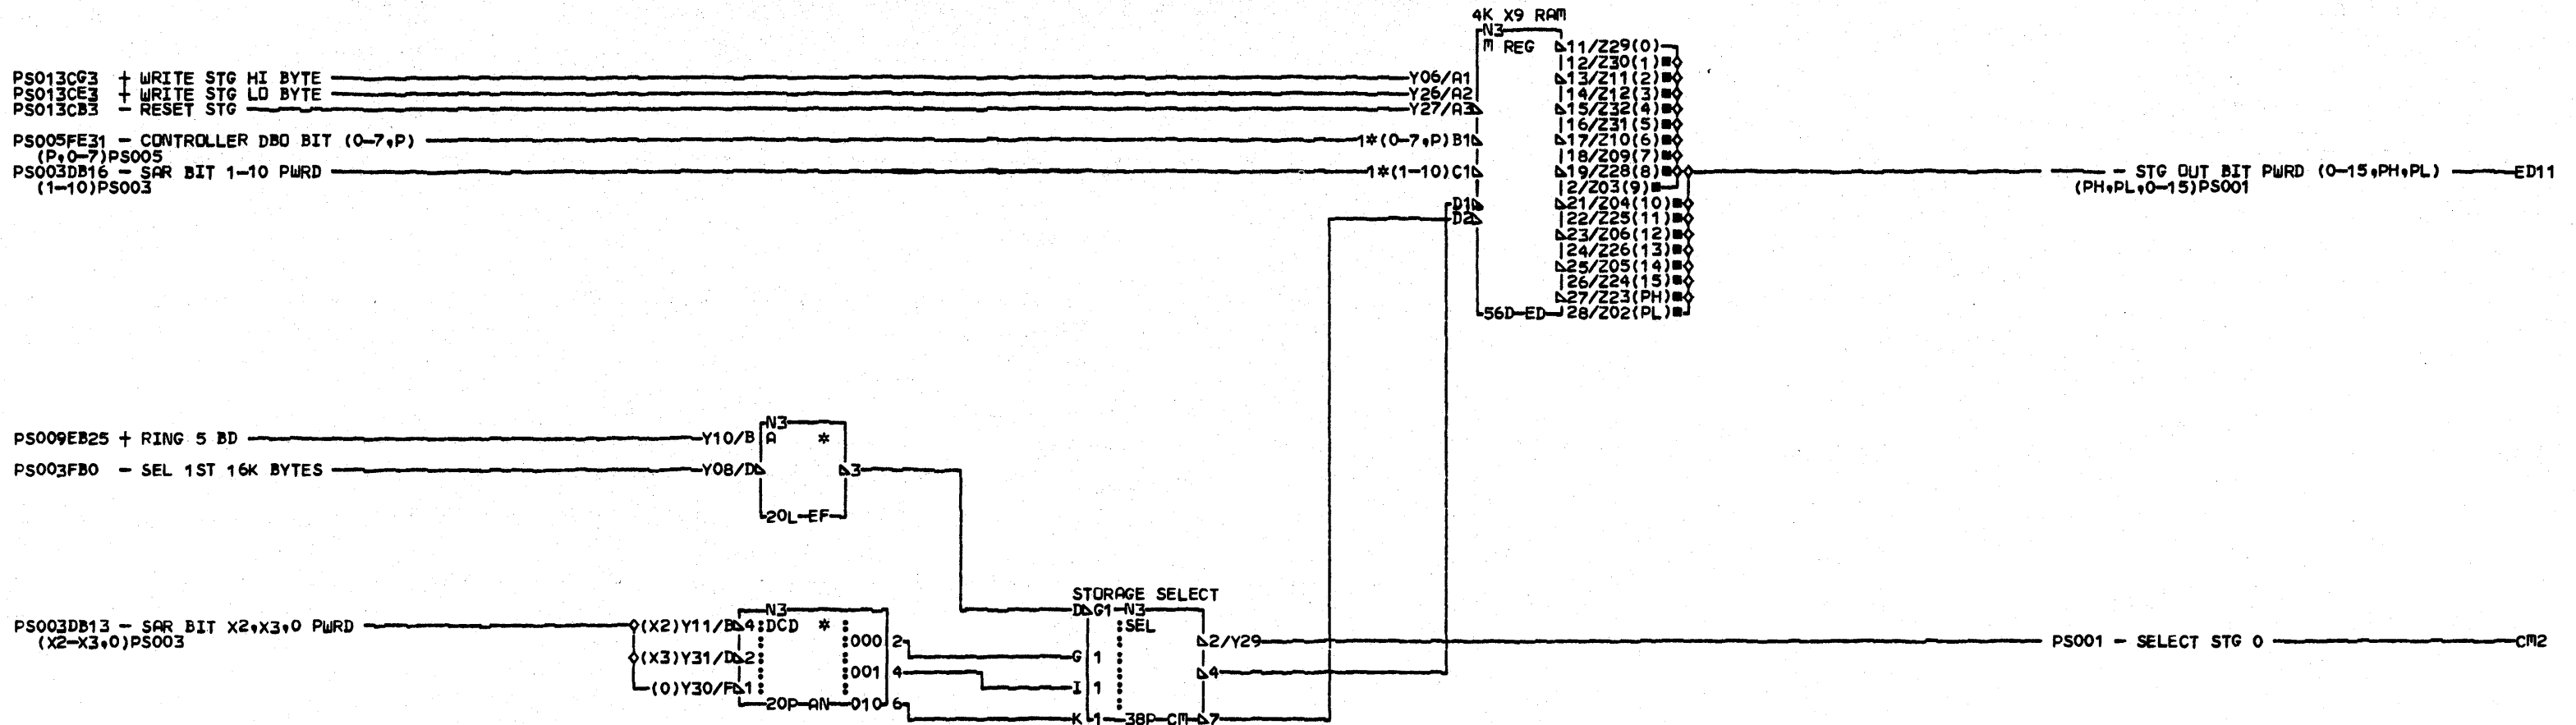 4K X9 RAM
N3
M REG 11/Z29(0)
12/Z30(1)
PS013CG3 + WRITE STG HI BYTE Y06/A1 13/Z11(2)
PS013CE3 + WRITE STG LO BYTE Y26/A2 14/Z12(3)
PS013CB3 - RESET STG Y27/A3 15/Z32(4)
16/Z31(5)
PS005FE31 - CONTROLLER DBO BIT (0-7,P) 1*(0-7,P)B1 17/Z10(6)
(P,0-7)PS005 18/Z09(7)
PS003DB16 - SAR BIT 1-10 PWRD 1*(1-10)C1 19/Z28(8) - STG OUT BIT PWRD (0-15,PH,PL) ED11
(1-10)PS003 2/Z03(9) (PH,PL,0-15)PS001
D1 21/Z04(10)
D2 22/Z25(11)
23/Z06(12)
24/Z26(13)
25/Z05(14)
26/Z24(15)
27/Z23(PH)
56D-ED 28/Z02(PL)
N3
PS009EB25 + RING 5 BD Y10/B A *
PS003FB0 - SEL 1ST 16K BYTES Y08/D 3
20L-EF
STORAGE SELECT
N3 D G1 N3
PS003DB13 - SAR BIT X2,X3,0 PWRD (X2)Y11/B 4 DCD * SEL
(X2-X3,0)PS003 000 2 2/Y29 PS001 - SELECT STG 0 CM2
(X3)Y31/D 2 G 1
001 4 4
(0)Y30/F 1 I 1
20P-AN 010 6
K 1 38P-CM 7